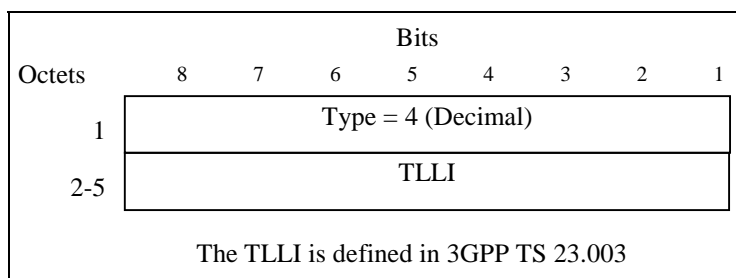 Bits
Octets 8 7 6 5 4 3 2 1
1 Type = 4 (Decimal)
2-5 TLLI
The TLLI is defined in 3GPP TS 23.003